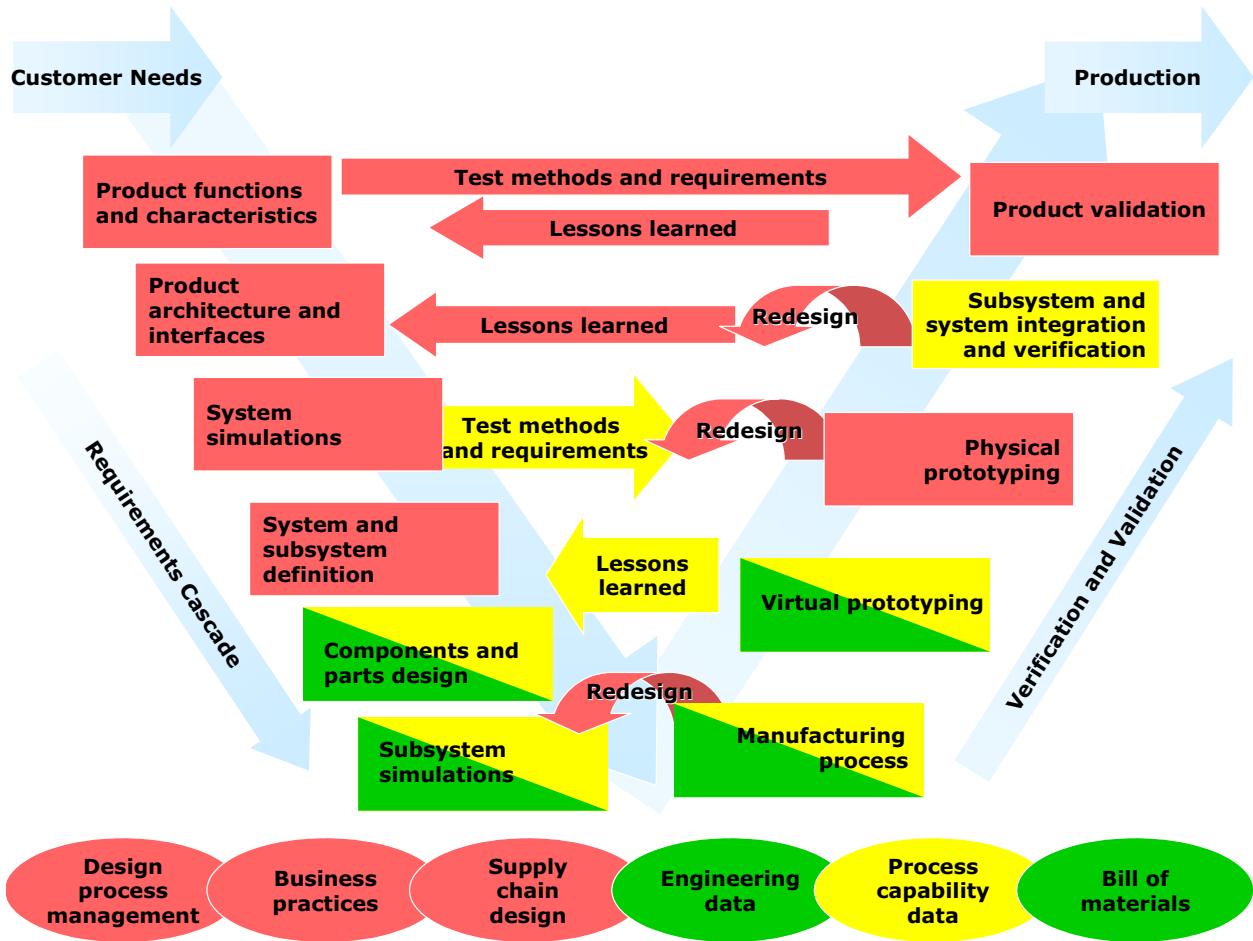 Customer Needs
Production
Product functions
and characteristics
Test methods and requirements
Product validation
Lessons learned
Product
architecture and
interfaces
Lessons learned
Redesign
Subsystem and
system integration
and verification
System
simulations
Test methods
and requirements
Redesign
Physical
prototyping
Requirements Cascade
System and
subsystem
definition
Lessons
learned
Virtual prototyping
Verification and Validation
Components and
parts design
Redesign
Subsystem
simulations
Manufacturing
process
Design
process
management
Business
practices
Supply
chain
design
Engineering
data
Process
capability
data
Bill of
materials